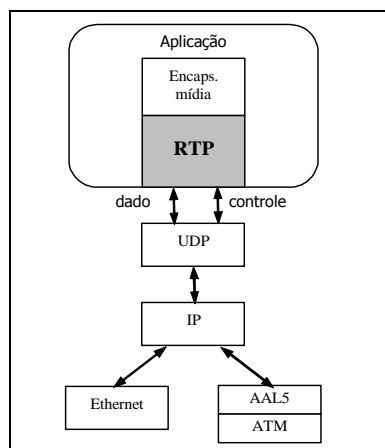 Aplicação
Encaps.
mídia
RTP
dado
controle
UDP
IP
Ethernet
AAL5
ATM